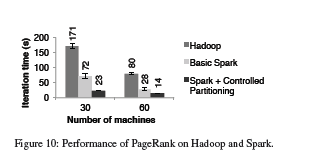 200
150
100
50
0
Iteration time (s)
171
72
23
80
28
14
30
60
Number of machines
Hadoop
Basic Spark
Spark + Controlled
Partitioning
Figure 10: Performance of PageRank on Hadoop and Spark.